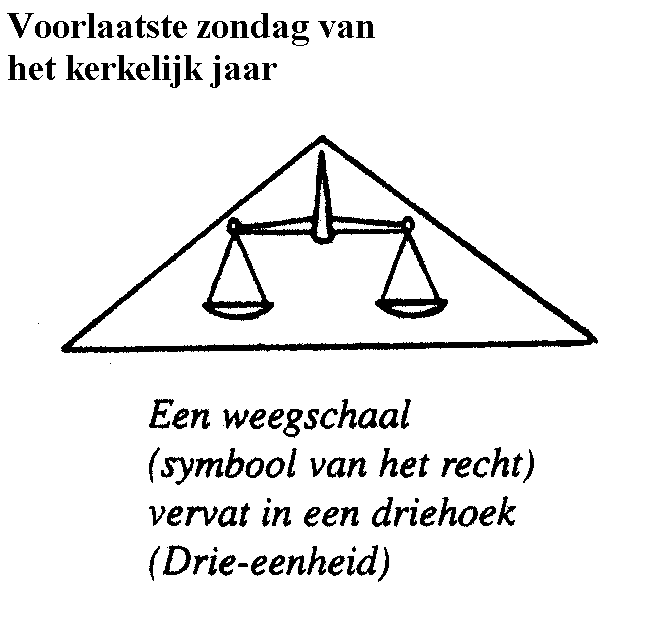 Voorlaatste zondag van
het kerkelijk jaar
Een weegschaal
(symbool van het recht)
vervat in een driehoek
(Drie-eenheid)